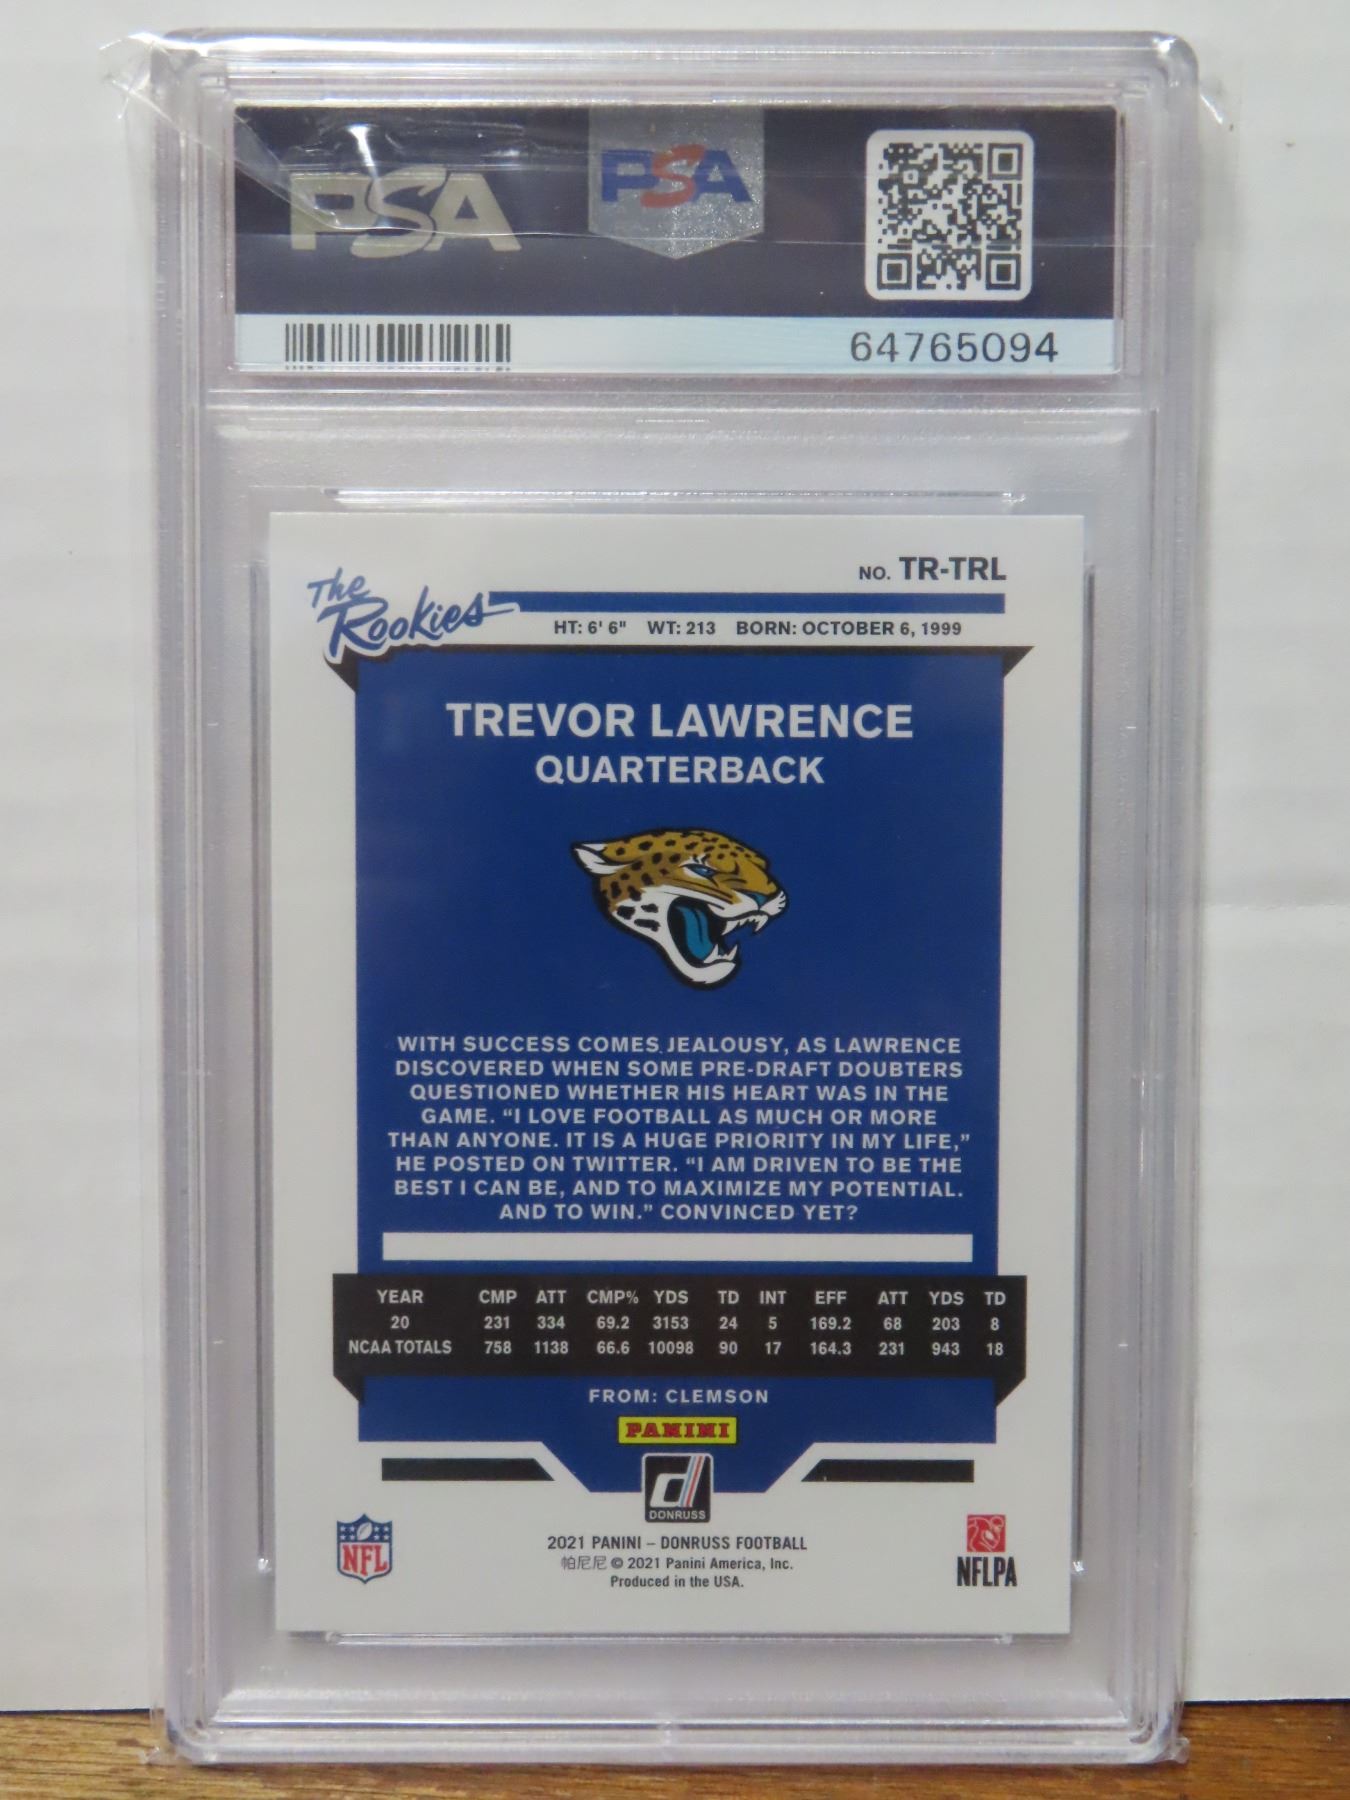 PSA PSA
64765094
The Rookies
NO. TR-TRL
HT: 6' 6" WT: 213 BORN: OCTOBER 6, 1999
TREVOR LAWRENCE
QUARTERBACK
WITH SUCCESS COMES JEALOUSY, AS LAWRENCE
DISCOVERED WHEN SOME PRE-DRAFT DOUBTERS
QUESTIONED WHETHER HIS HEART WAS IN THE
GAME. “I LOVE FOOTBALL AS MUCH OR MORE
THAN ANYONE. IT IS A HUGE PRIORITY IN MY LIFE,”
HE POSTED ON TWITTER. “I AM DRIVEN TO BE THE
BEST I CAN BE, AND TO MAXIMIZE MY POTENTIAL.
AND TO WIN.” CONVINCED YET?
YEAR CMP ATT CMP% YDS TD INT EFF ATT YDS TD
20 231 334 69.2 3153 24 5 169.2 68 203 8
NCAA TOTALS 758 1138 66.6 10098 90 17 164.3 231 943 18
FROM: CLEMSON
PANINI
DONRUSS
2021 PANINI – DONRUSS FOOTBALL
帕尼尼 © 2021 Panini America, Inc.
Produced in the USA.
NFL
NFLPA